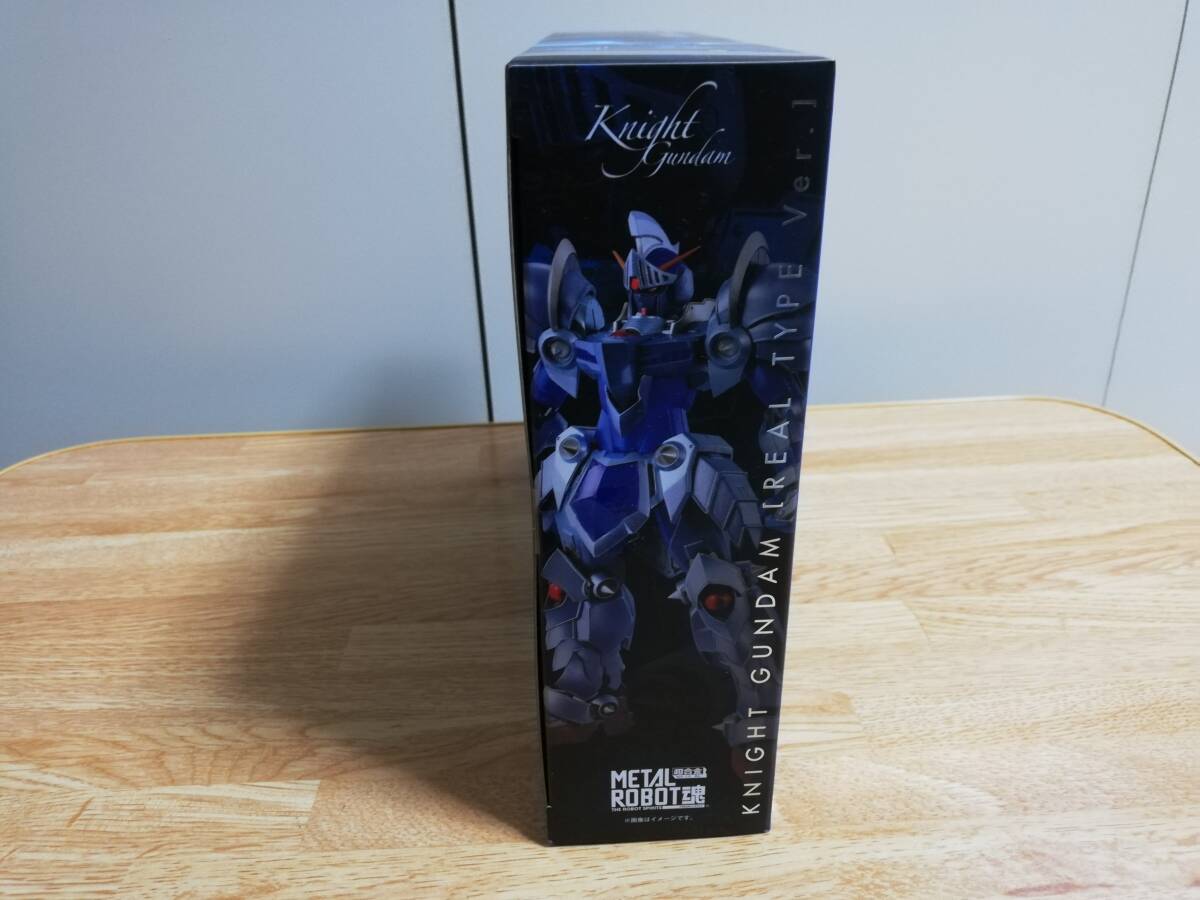 Knight
Gundam
KNIGHT GUNDAM [REAL TYPE Ver.]
METAL
超合金
ROBOT魂
THE ROBOT SPIRITS
※画像はイメージです。